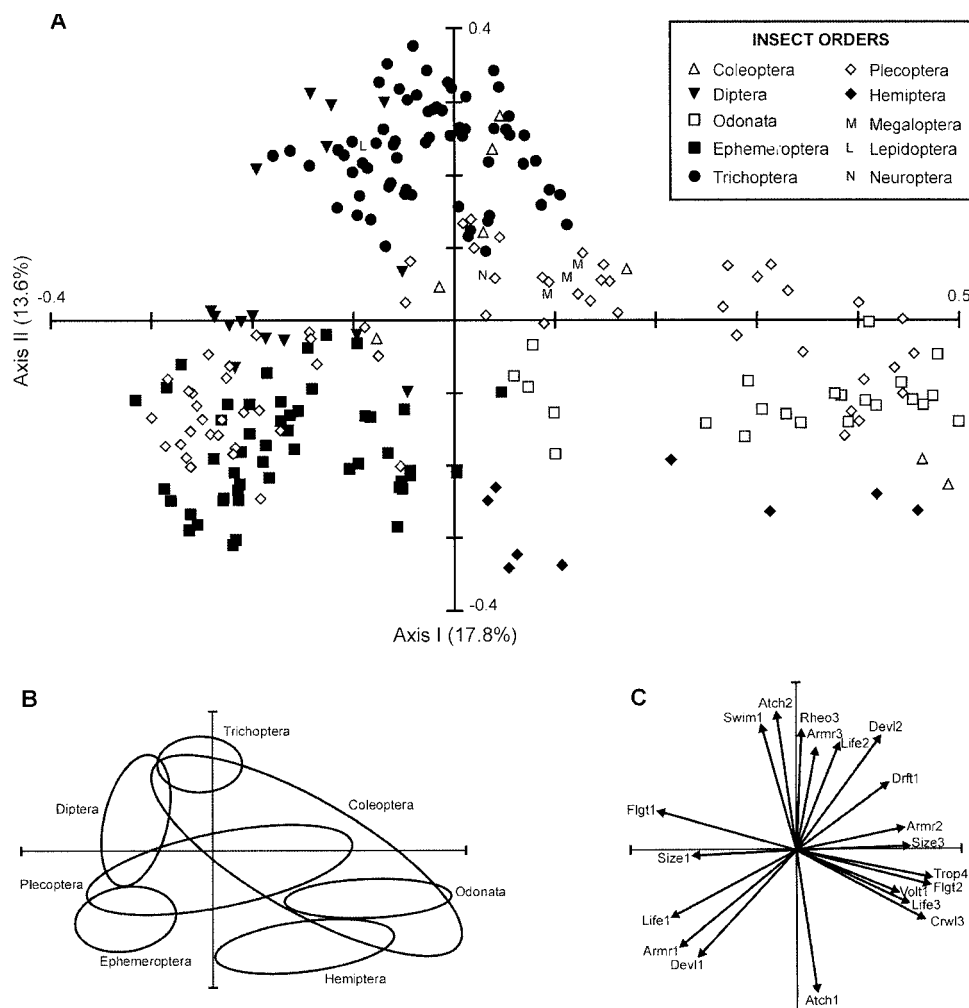 A
0.4
INSECT ORDERS
Coleoptera
Plecoptera
Diptera
Hemiptera
Odonata
M Megaloptera
Ephemeroptera
L Lepidoptera
Trichoptera
N Neuroptera
L
M
N
M
M
-0.4
0.5
Axis II (13.6%)
-0.4
Axis I (17.8%)
B
Trichoptera
Diptera
Coleoptera
Plecoptera
Odonata
Ephemeroptera
Hemiptera
C
Atch2
Swim1
Rheo3
Armr3
Life2
Devl2
Drft1
Flgt1
Armr2
Size3
Size1
Trop4
Flgt2
Volt1
Life3
Crwl3
Life1
Armr1
Devl1
Atch1